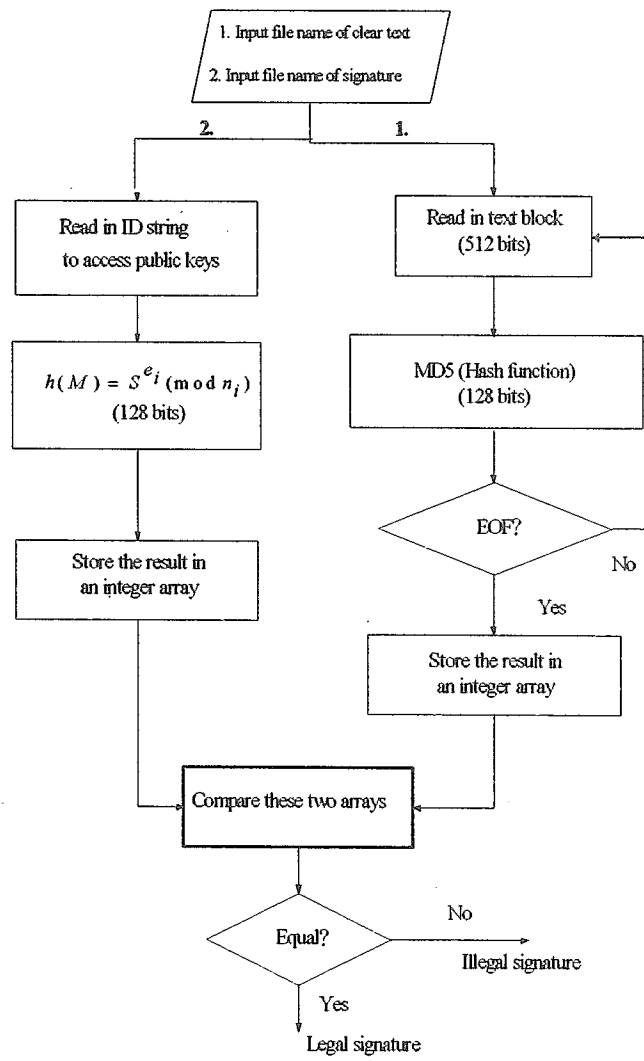 1. Input file name of clear text
2. Input file name of signature
2.
1.
Read in ID string
to access public keys
Read in text block
(512 bits)
h(M) = S^{e_i} (mod n_i)
(128 bits)
MD5 (Hash function)
(128 bits)
EOF?
No
Yes
Store the result in
an integer array
Store the result in
an integer array
Compare these two arrays
Equal?
No
Illegal signature
Yes
Legal signature